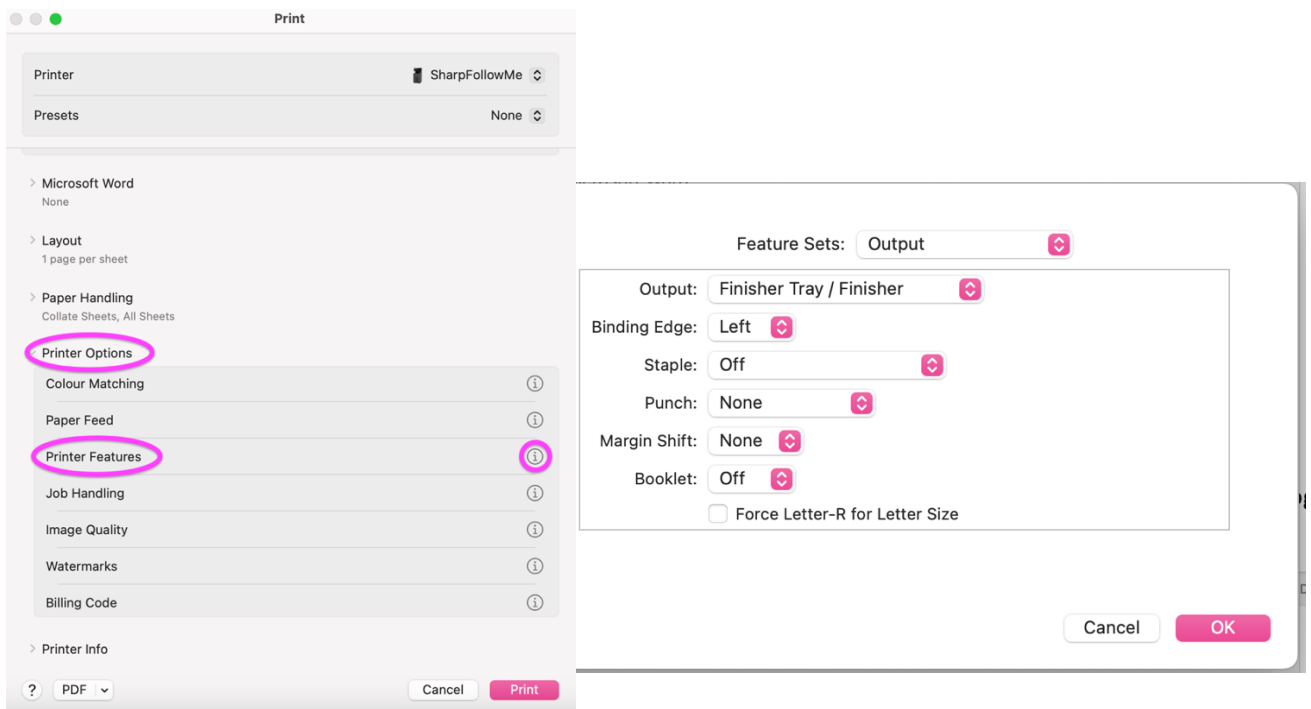 Print
Printer SharpFollowMe
Presets None
Microsoft Word
None
Layout
1 page per sheet
Paper Handling
Collate Sheets, All Sheets
Printer Options
Colour Matching
Paper Feed
Printer Features
Job Handling
Image Quality
Watermarks
Billing Code
Printer Info
? PDF Cancel Print
Feature Sets: Output
Output: Finisher Tray / Finisher
Binding Edge: Left
Staple: Off
Punch: None
Margin Shift: None
Booklet: Off
Force Letter-R for Letter Size
Cancel OK